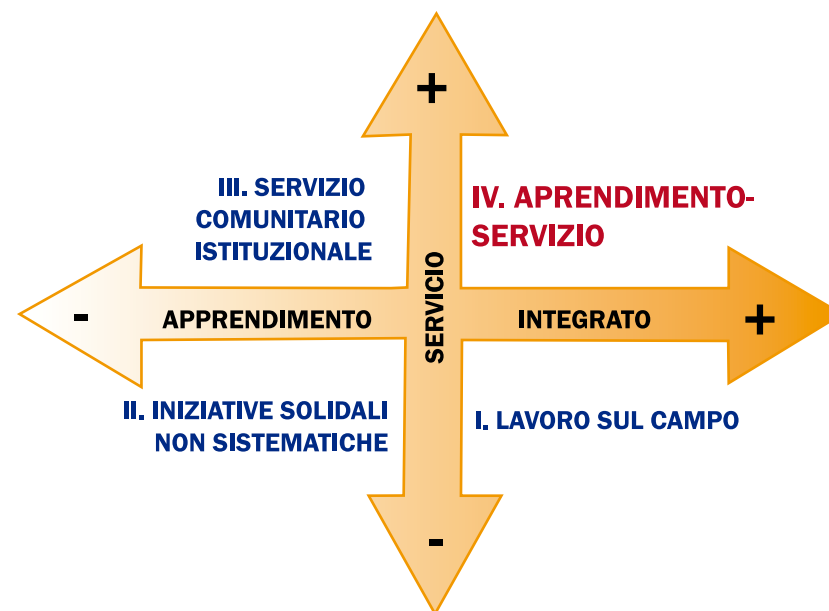 +
III. SERVIZIO
COMUNITARIO
ISTITUZIONALE
IV. APRENDIMENTO-
SERVIZIO
-
APPRENDIMENTO
SERVICIO
INTEGRATO
+
II. INIZIATIVE SOLIDALI
NON SISTEMATICHE
I. LAVORO SUL CAMPO
-